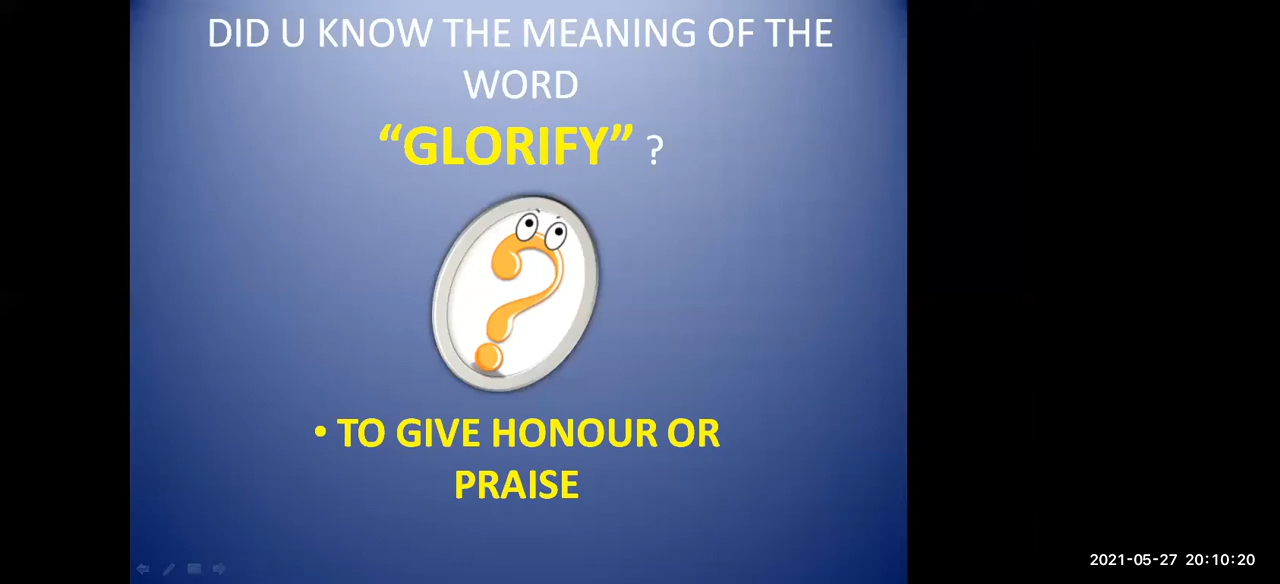 DID U KNOW THE MEANING OF THE
WORD
“GLORIFY” ?
• TO GIVE HONOUR OR
PRAISE
2021-05-27 20:10:20